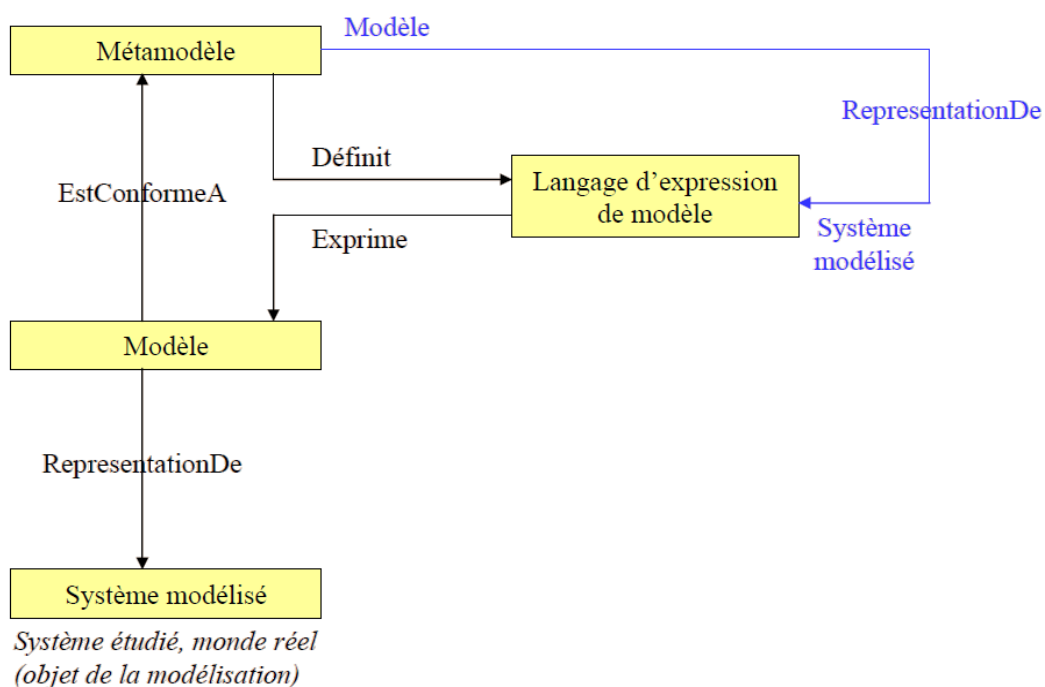 Modèle
Métamodèle
RepresentationDe
Définit
EstConformeA
Langage d'expression
de modèle
Exprime
Système
modélisé
Modèle
RepresentationDe
Système modélisé
Système étudié, monde réel
(objet de la modélisation)